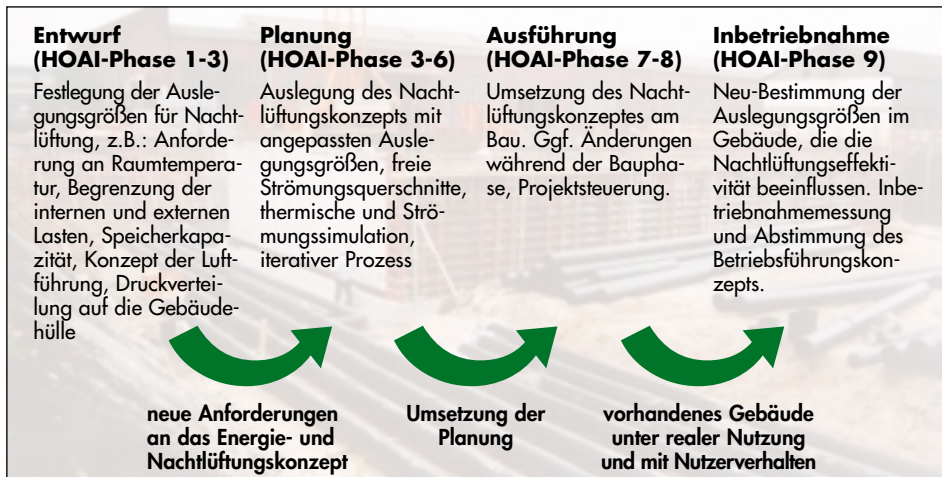 Entwurf
(HOAI-Phase 1-3)
Festlegung der Ausle-
gungsgrößen für Nacht-
lüftung, z.B.: Anforde-
rung an Raumtempera-
tur, Begrenzung der
internen und externen
Lasten, Speicherkapa-
zität, Konzept der Luft-
führung, Druckvertei-
lung auf die Gebäude-
hülle
Planung
(HOAI-Phase 3-6)
Auslegung des Nacht-
lüftungskonzepts mit
angepassten Ausle-
gungsgrößen, freie
Strömungsquerschnitte,
thermische und Strö-
mungssimulation,
iterativer Prozess
Ausführung
(HOAI-Phase 7-8)
Umsetzung des Nacht-
lüftungskonzeptes am
Bau. Ggf. Änderungen
während der Baupha-
se, Projektsteuerung.
Inbetriebnahme
(HOAI-Phase 9)
Neu-Bestimmung der
Auslegungsgrößen im
Gebäude, die die
Nachtlüftungseffekti-
vität beeinflussen. Inbe-
triebnahmemessung
und Abstimmung des
Betriebsführungskon-
zepts.
neue Anforderungen
an das Energie- und
Nachtlüftungskonzept
Umsetzung der
Planung
vorhandenes Gebäude
unter realer Nutzung
und mit Nutzerverhalten